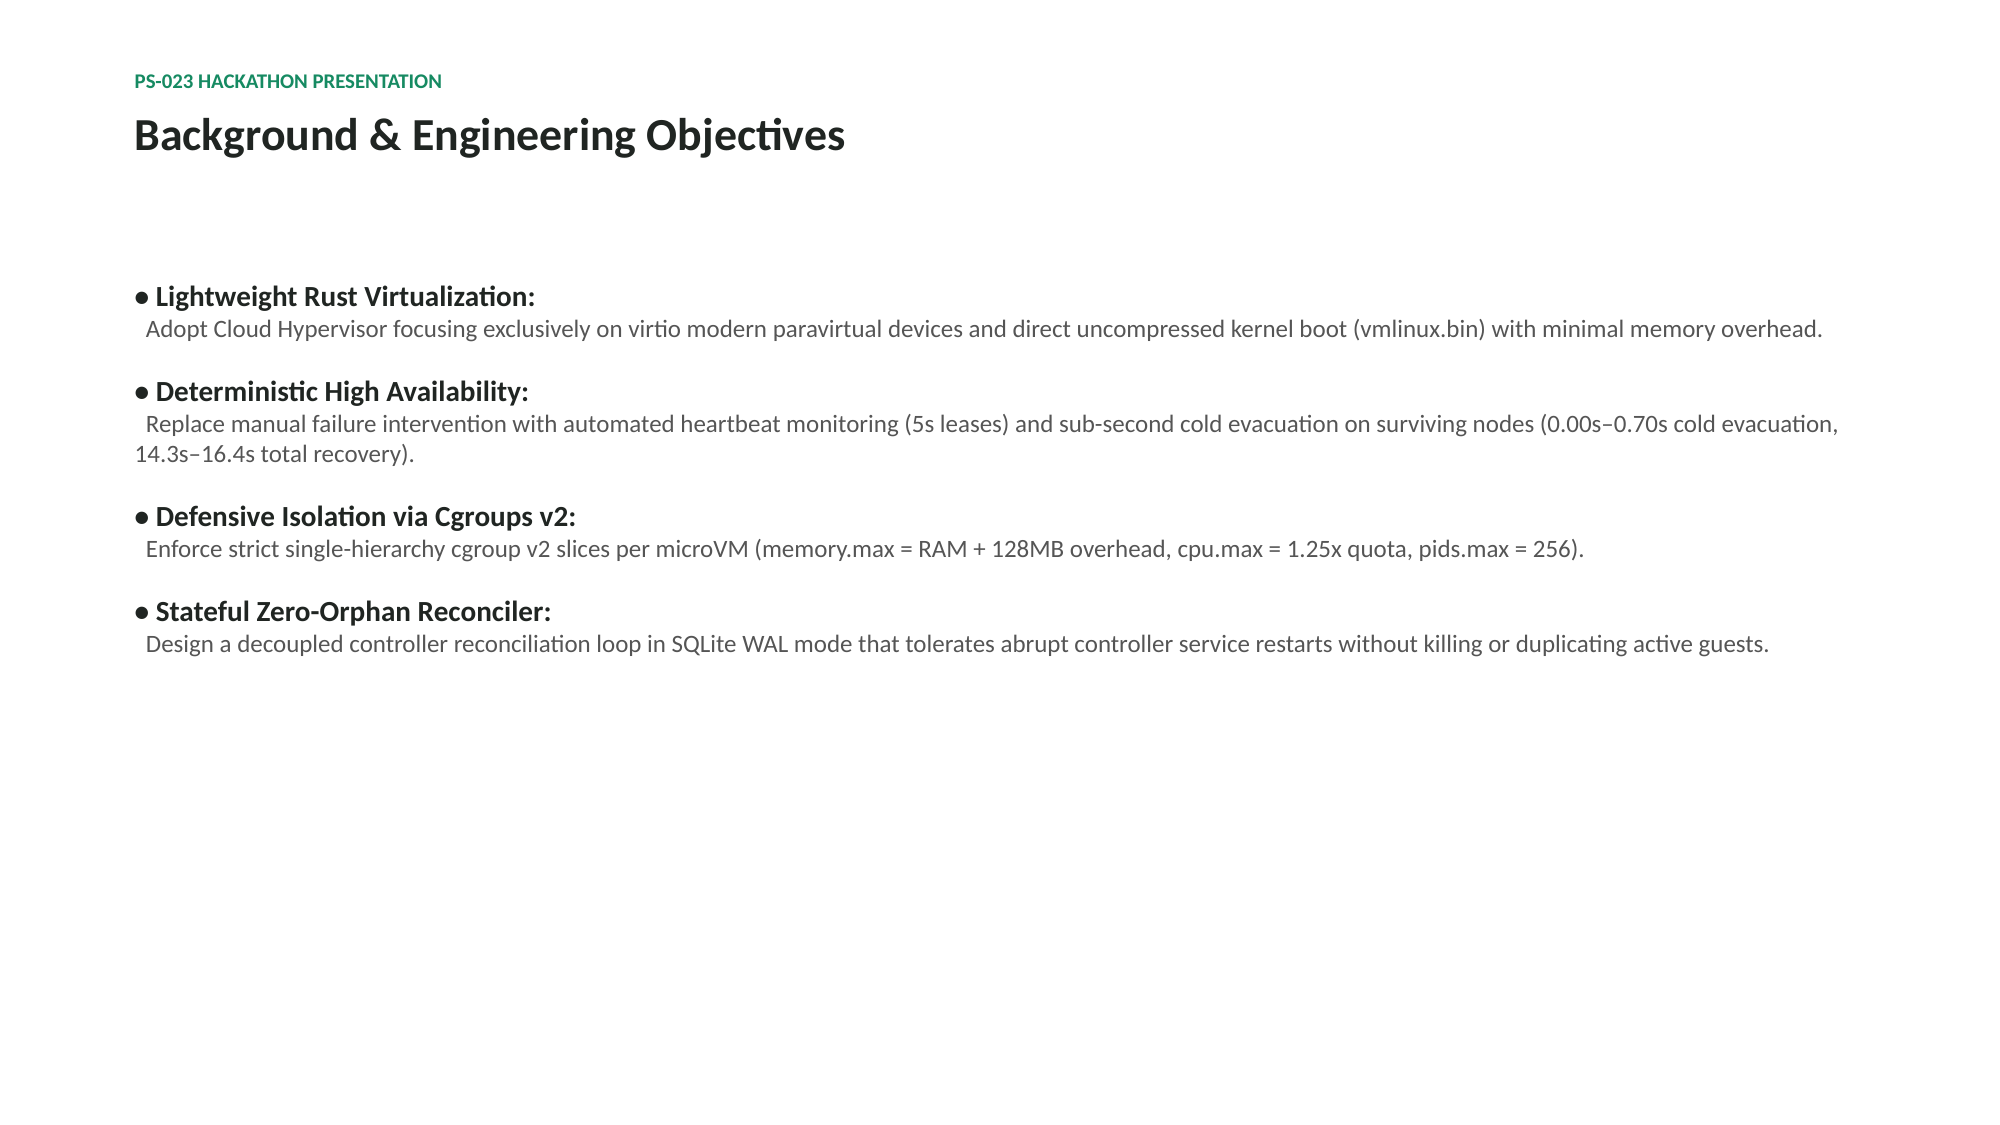 PS-023 HACKATHON PRESENTATION
Background & Engineering Objectives
● Lightweight Rust Virtualization:
Adopt Cloud Hypervisor focusing exclusively on virtio modern paravirtual devices and direct uncompressed kernel boot (vmlinux.bin) with minimal memory overhead.
● Deterministic High Availability:
Replace manual failure intervention with automated heartbeat monitoring (5s leases) and sub-second cold evacuation on surviving nodes (0.00s–0.70s cold evacuation,
14.3s–16.4s total recovery).
● Defensive Isolation via Cgroups v2:
Enforce strict single-hierarchy cgroup v2 slices per microVM (memory.max = RAM + 128MB overhead, cpu.max = 1.25x quota, pids.max = 256).
● Stateful Zero-Orphan Reconciler:
Design a decoupled controller reconciliation loop in SQLite WAL mode that tolerates abrupt controller service restarts without killing or duplicating active guests.